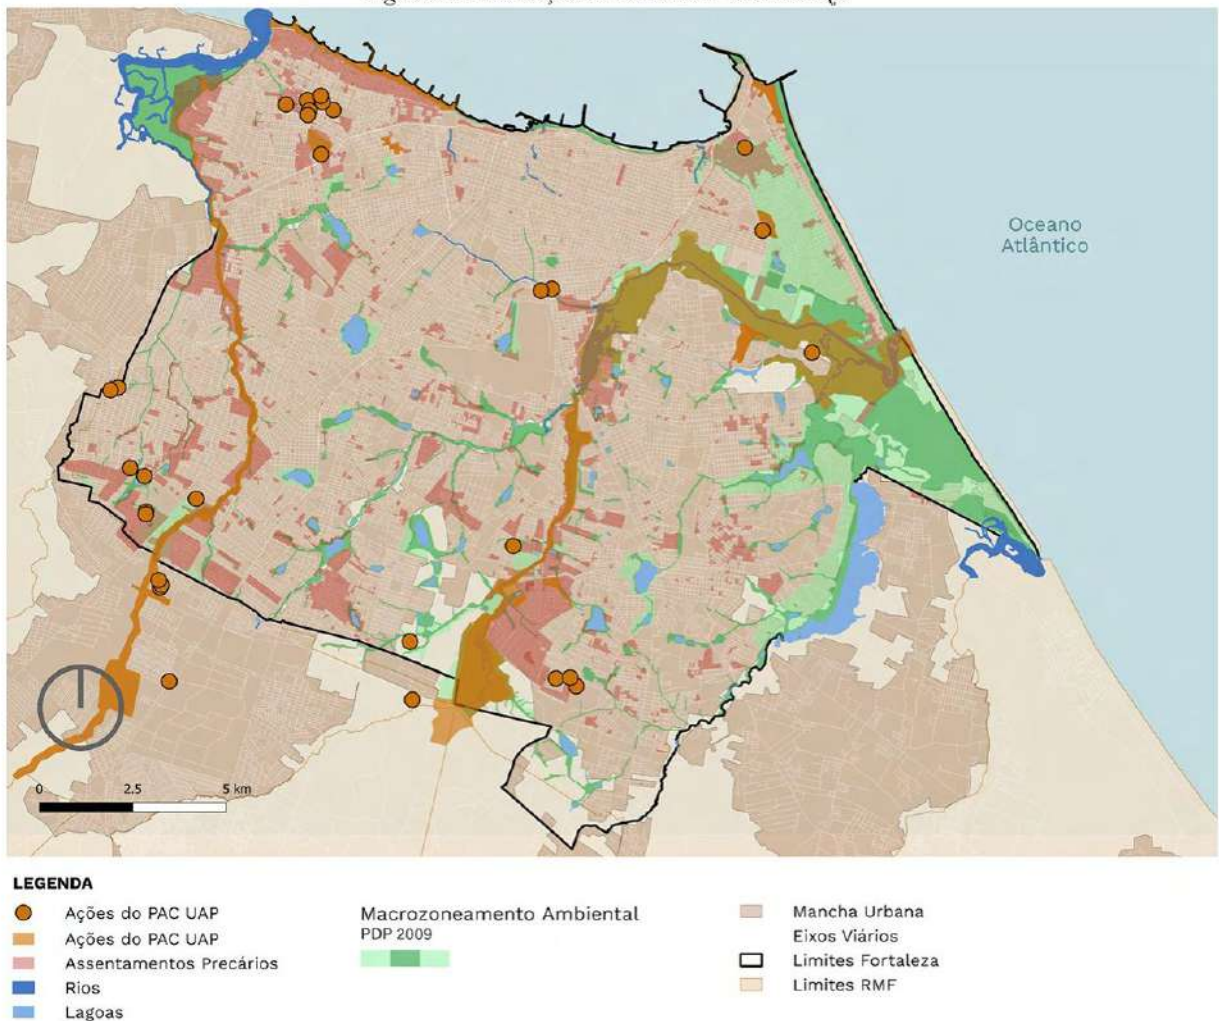 Oceano
Atlântico
0 2.5 5 km
LEGENDA
Ações do PAC UAP
Ações do PAC UAP
Assentamentos Precários
Rios
Lagoas
Macrozoneamento Ambiental
PDP 2009
Mancha Urbana
Eixos Viários
Limites Fortaleza
Limites RMF